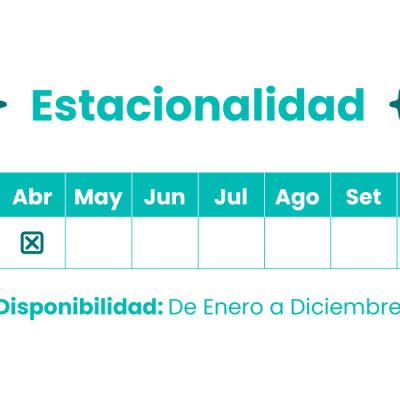 Estacionalidad
Abr May Jun Jul Ago Set
Disponibilidad: De Enero a Diciembre